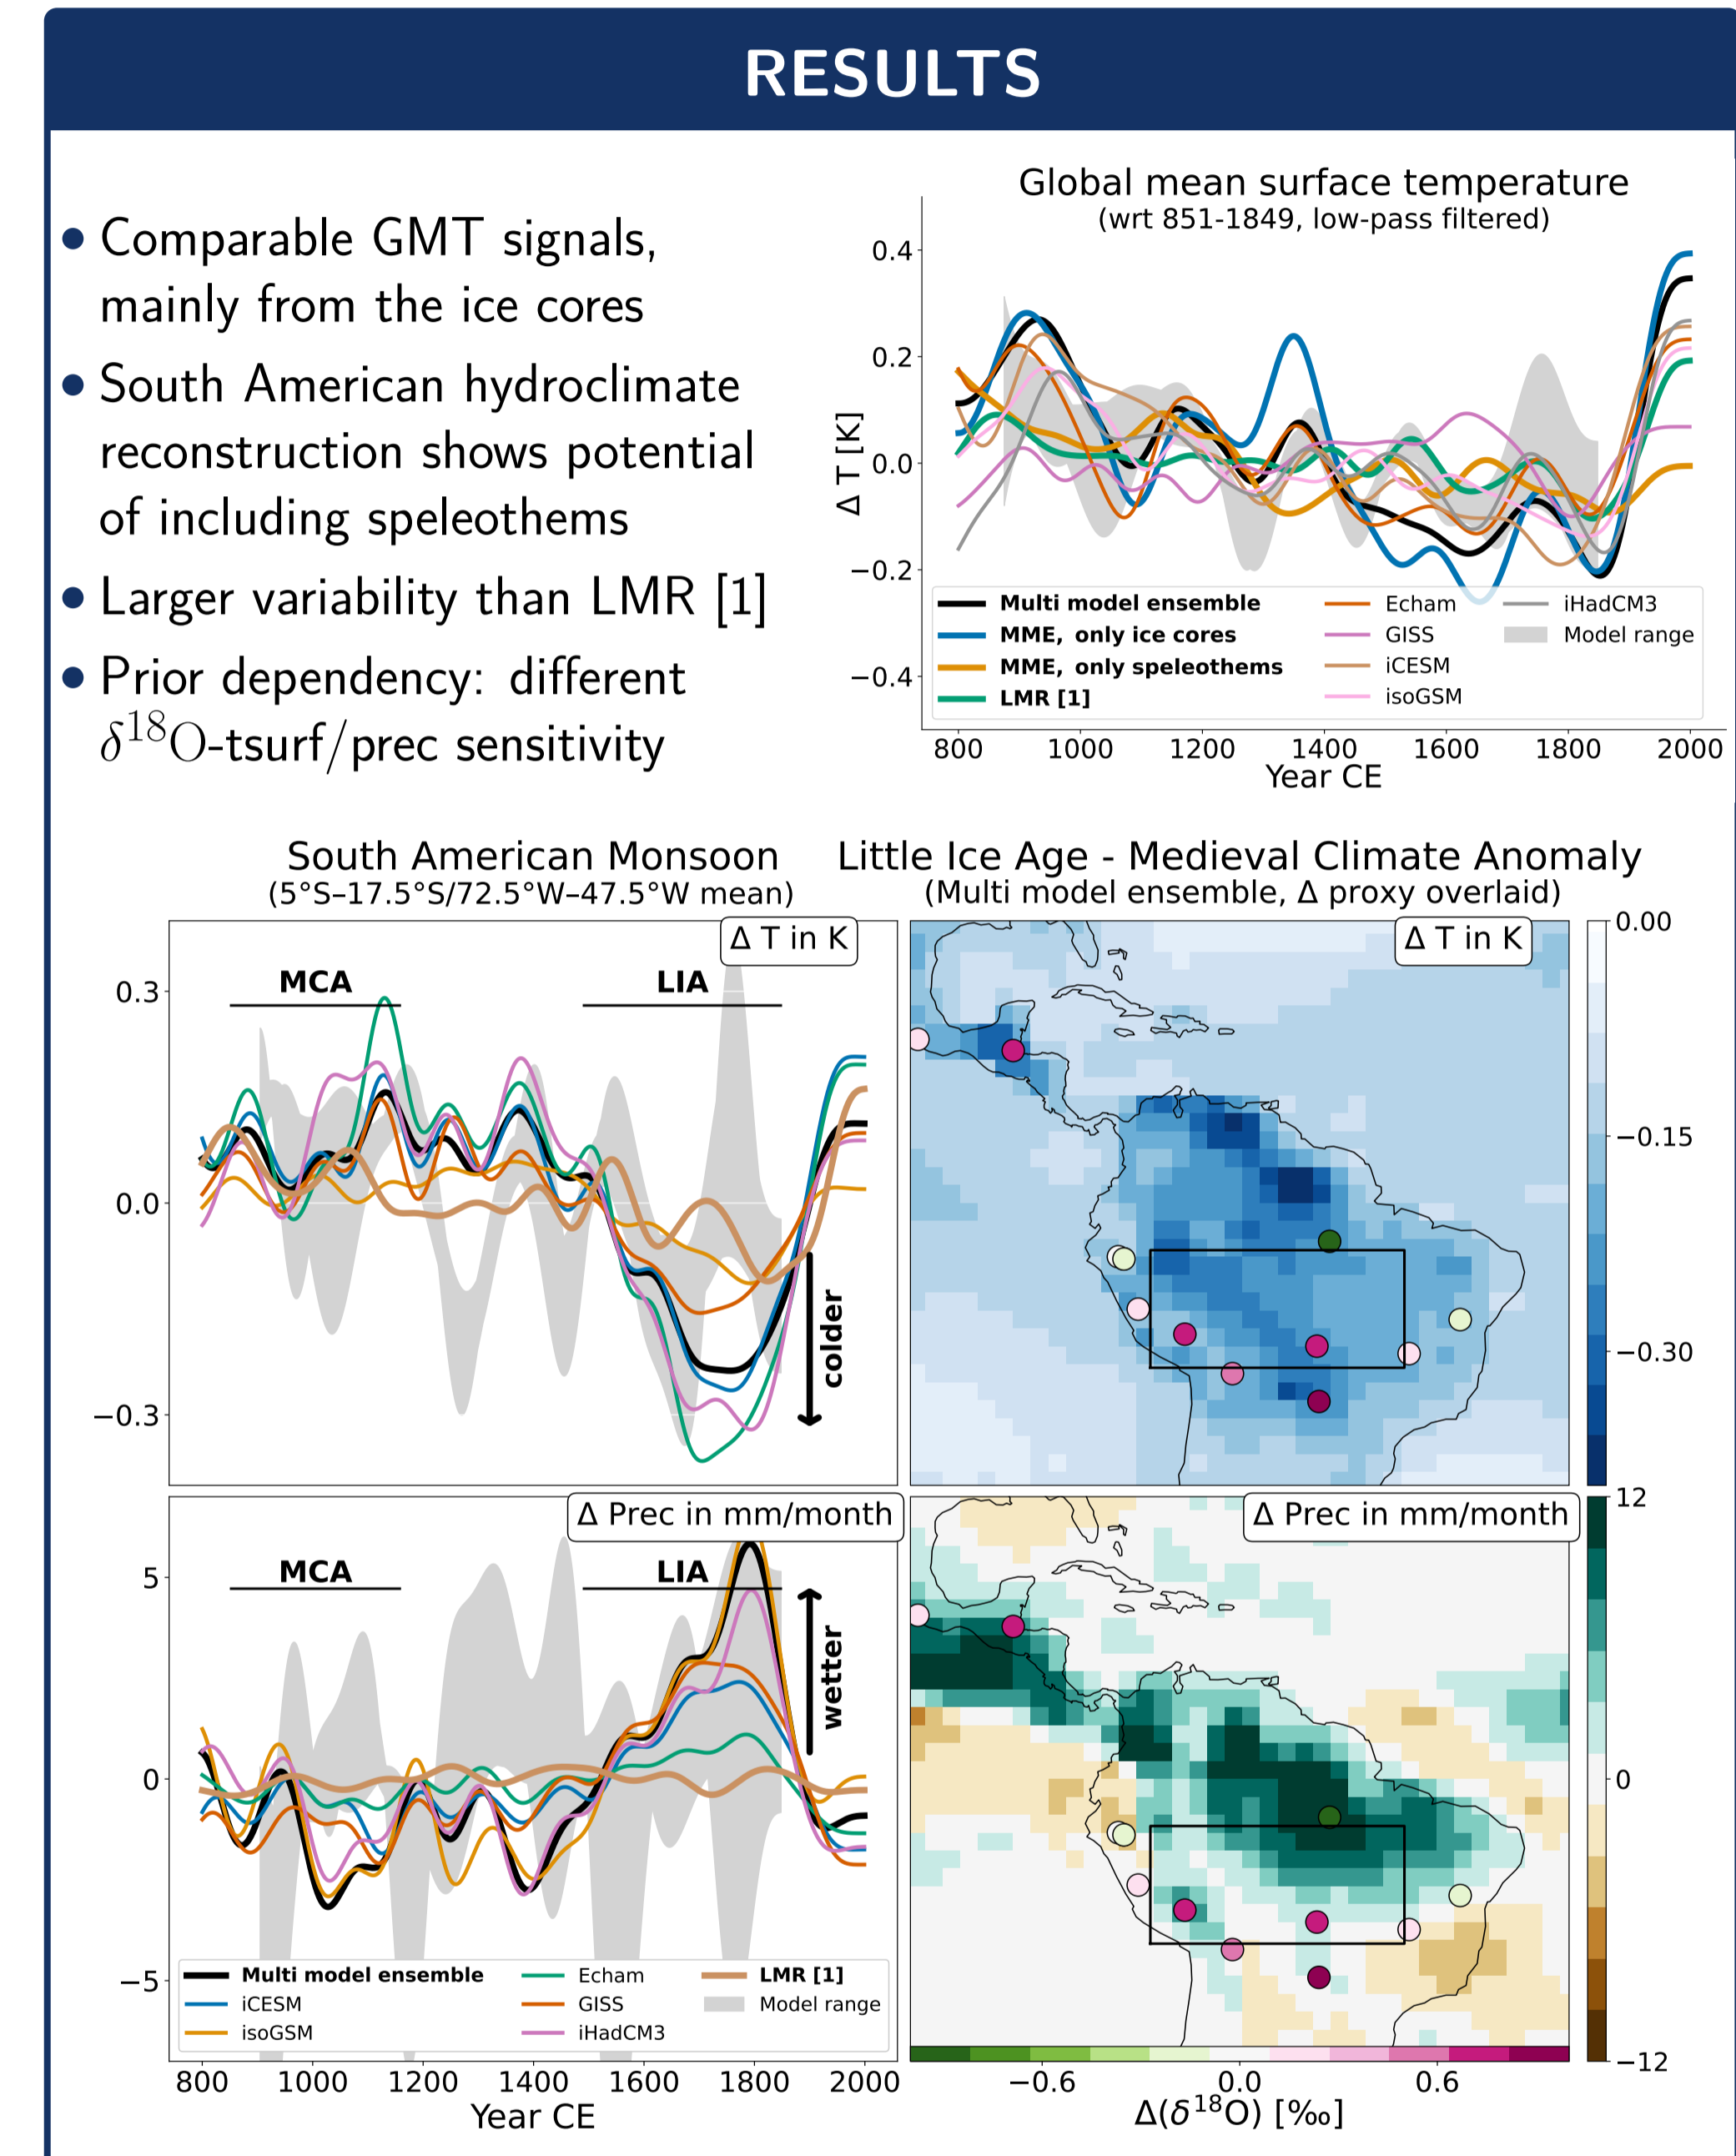 RESULTS
• Comparable GMT signals,
mainly from the ice cores
• South American hydroclimate
reconstruction shows potential
of including speleothems
• Larger variability than LMR [1]
• Prior dependency: different
δ¹⁸O-tsurf/prec sensitivity
Global mean surface temperature
(wrt 851-1849, low-pass filtered)
Δ T [K]
0.4
0.2
0.0
−0.2
−0.4
Multi model ensemble
MME, only ice cores
MME, only speleothems
LMR [1]
Echam
GISS
iCESM
isoGSM
iHadCM3
Model range
800 1000 1200 1400 1600 1800 2000
Year CE
South American Monsoon
(5°S–17.5°S/72.5°W–47.5°W mean)
Δ T in K
MCA
LIA
0.3
0.0
−0.3
colder
Little Ice Age - Medieval Climate Anomaly
(Multi model ensemble, Δ proxy overlaid)
Δ T in K
0.00
−0.15
−0.30
Δ Prec in mm/month
MCA
LIA
5
0
−5
wetter
Multi model ensemble
iCESM
isoGSM
Echam
GISS
iHadCM3
LMR [1]
Model range
800 1000 1200 1400 1600 1800 2000
Year CE
Δ Prec in mm/month
12
0
−12
−0.6 0.0 0.6
Δ(δ¹⁸O) [‰]